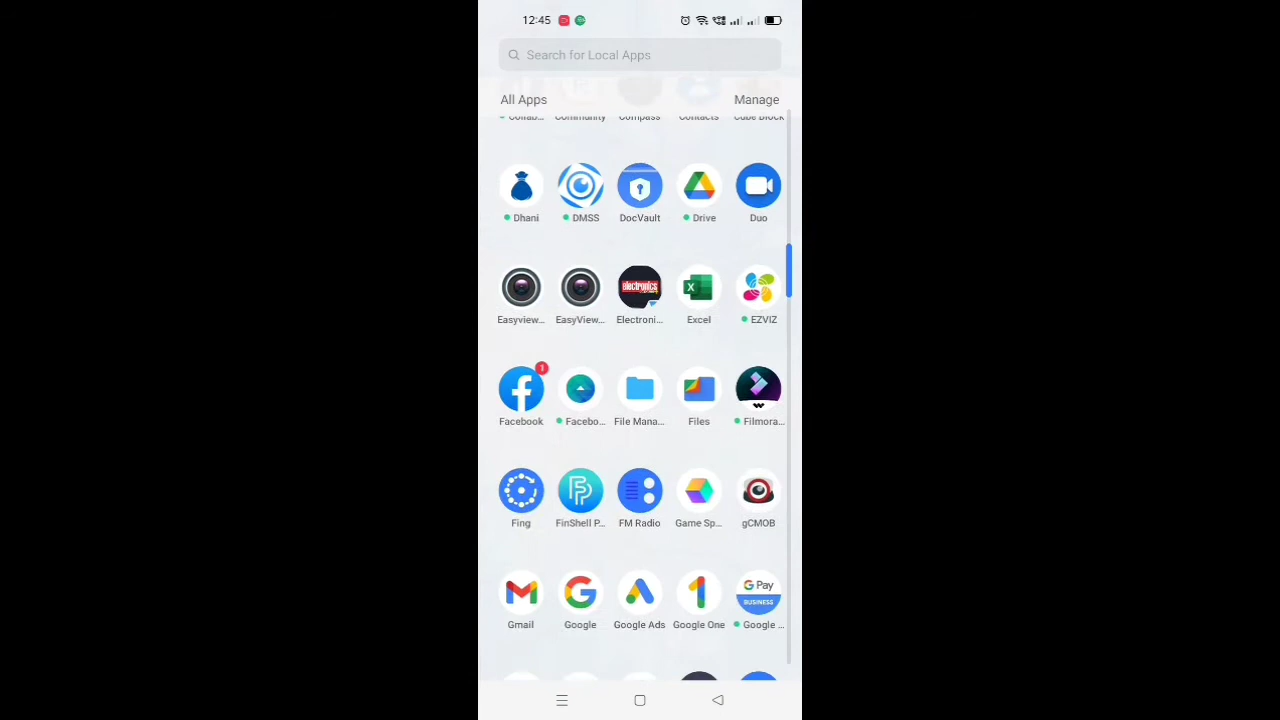 12:45
Search for Local Apps
All Apps Manage
Collab... Community Compass Contacts Cube Block
Dhani DMSS DocVault Drive Duo
electronics
Easyview... EasyView... Electroni... Excel EZVIZ
1
Facebook Facebo... File Mana... Files Filmora...
Fing FinShell P... FM Radio Game Sp... gCMOB
G Pay
BUSINESS
Gmail Google Google Ads Google One Google ...